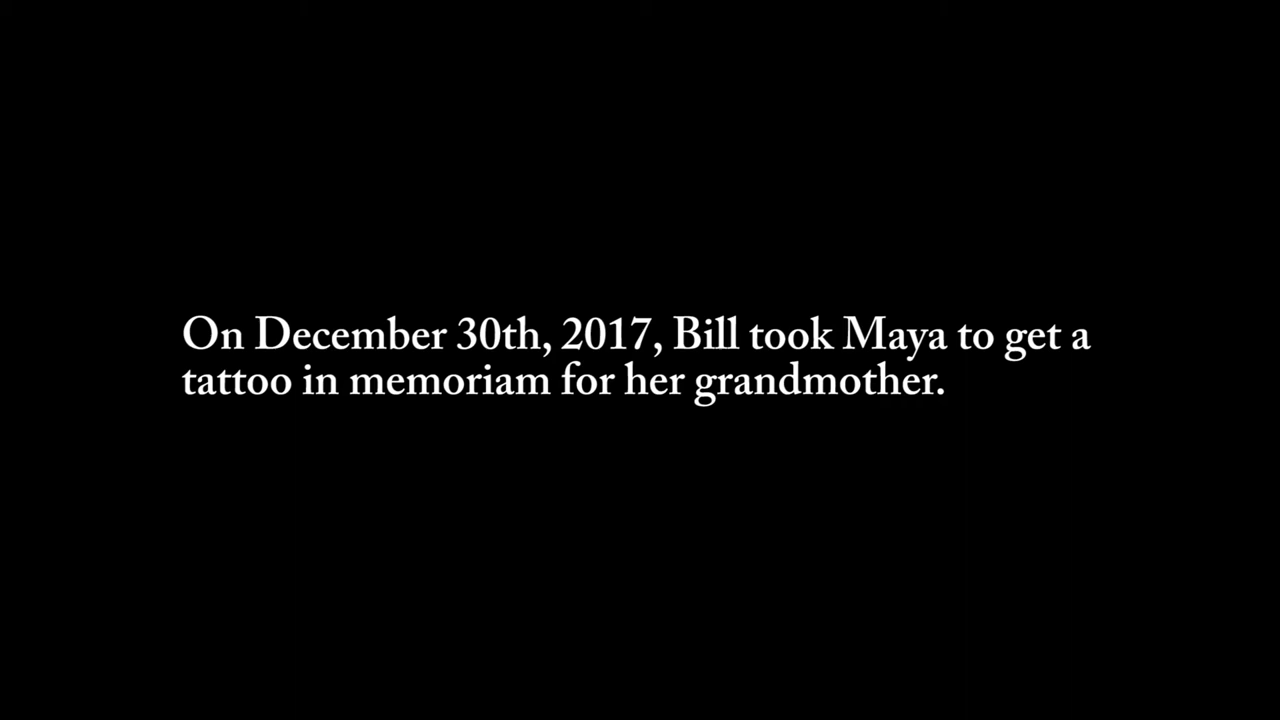 On December 30th, 2017, Bill took Maya to get a
tattoo in memoriam for her grandmother.